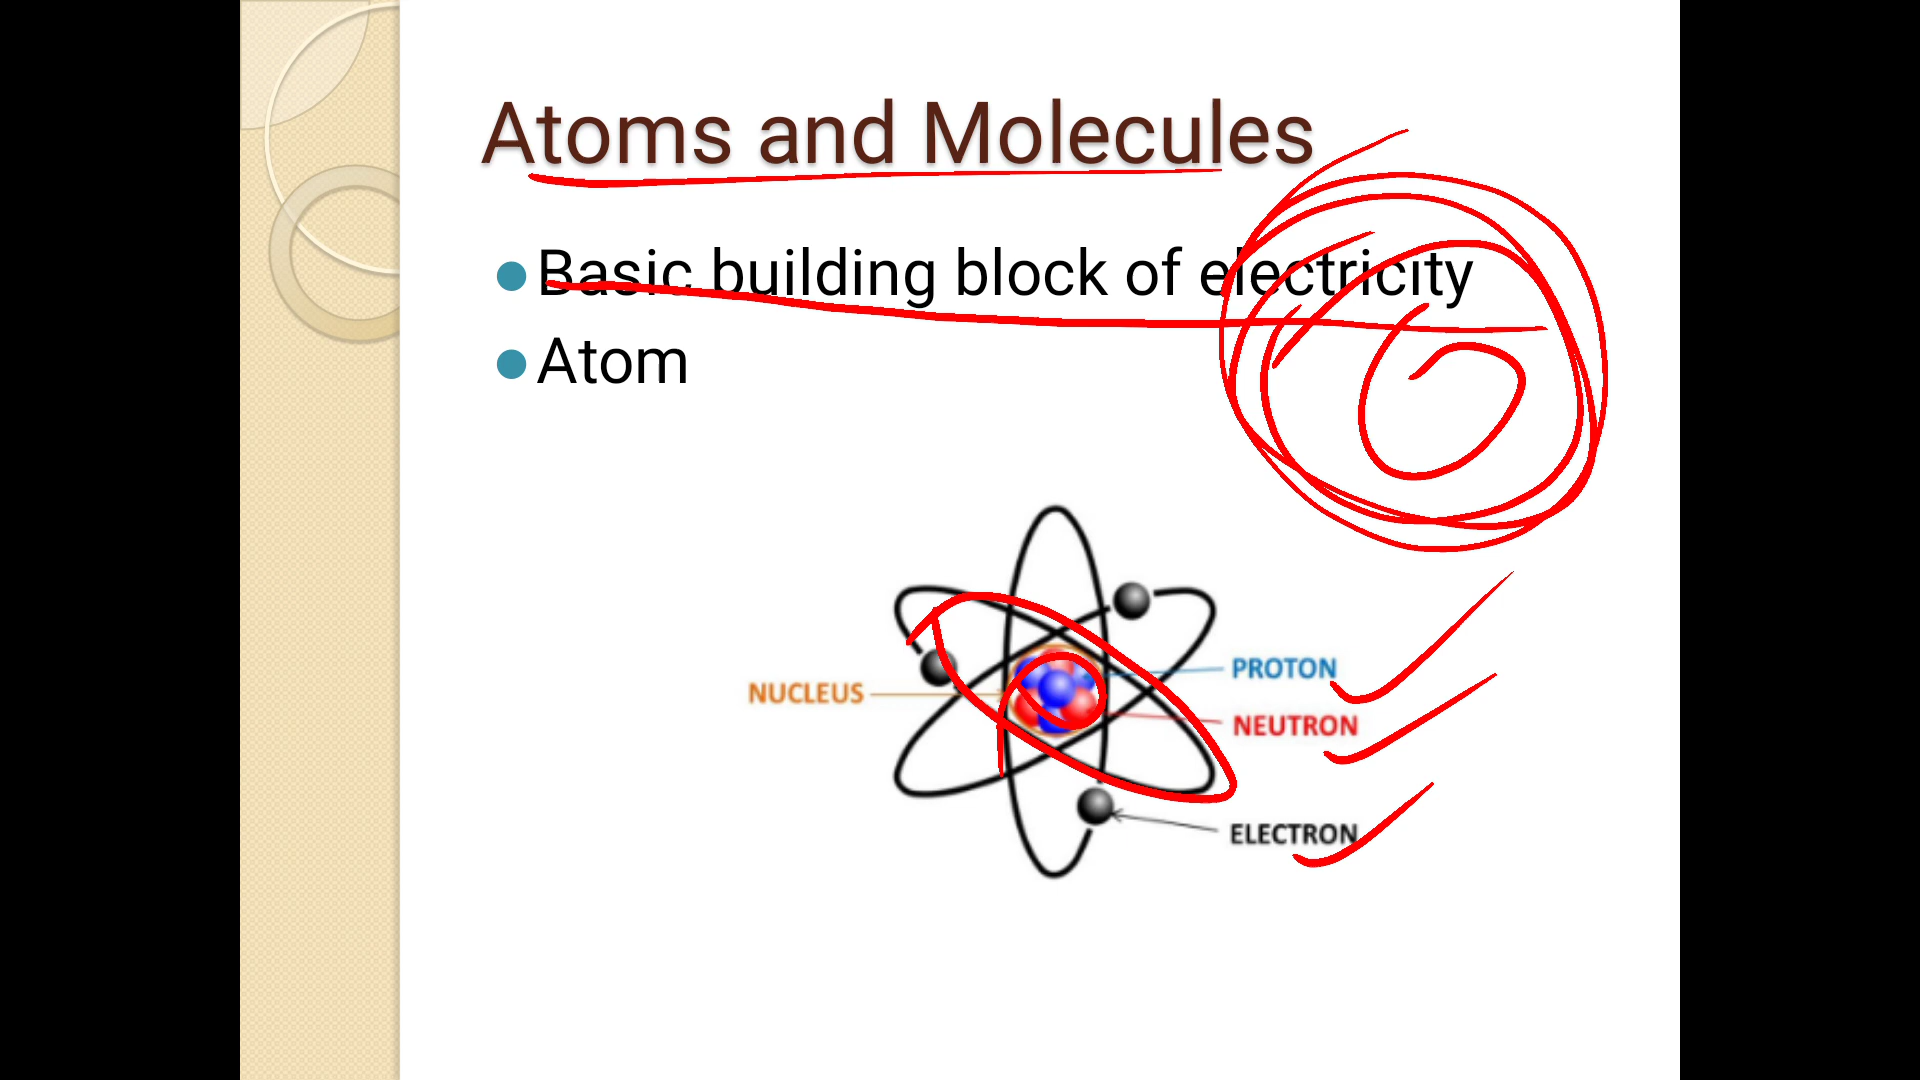 Atoms and Molecules
Basic building block of electricity
Atom
NUCLEUS
PROTON
NEUTRON
ELECTRON